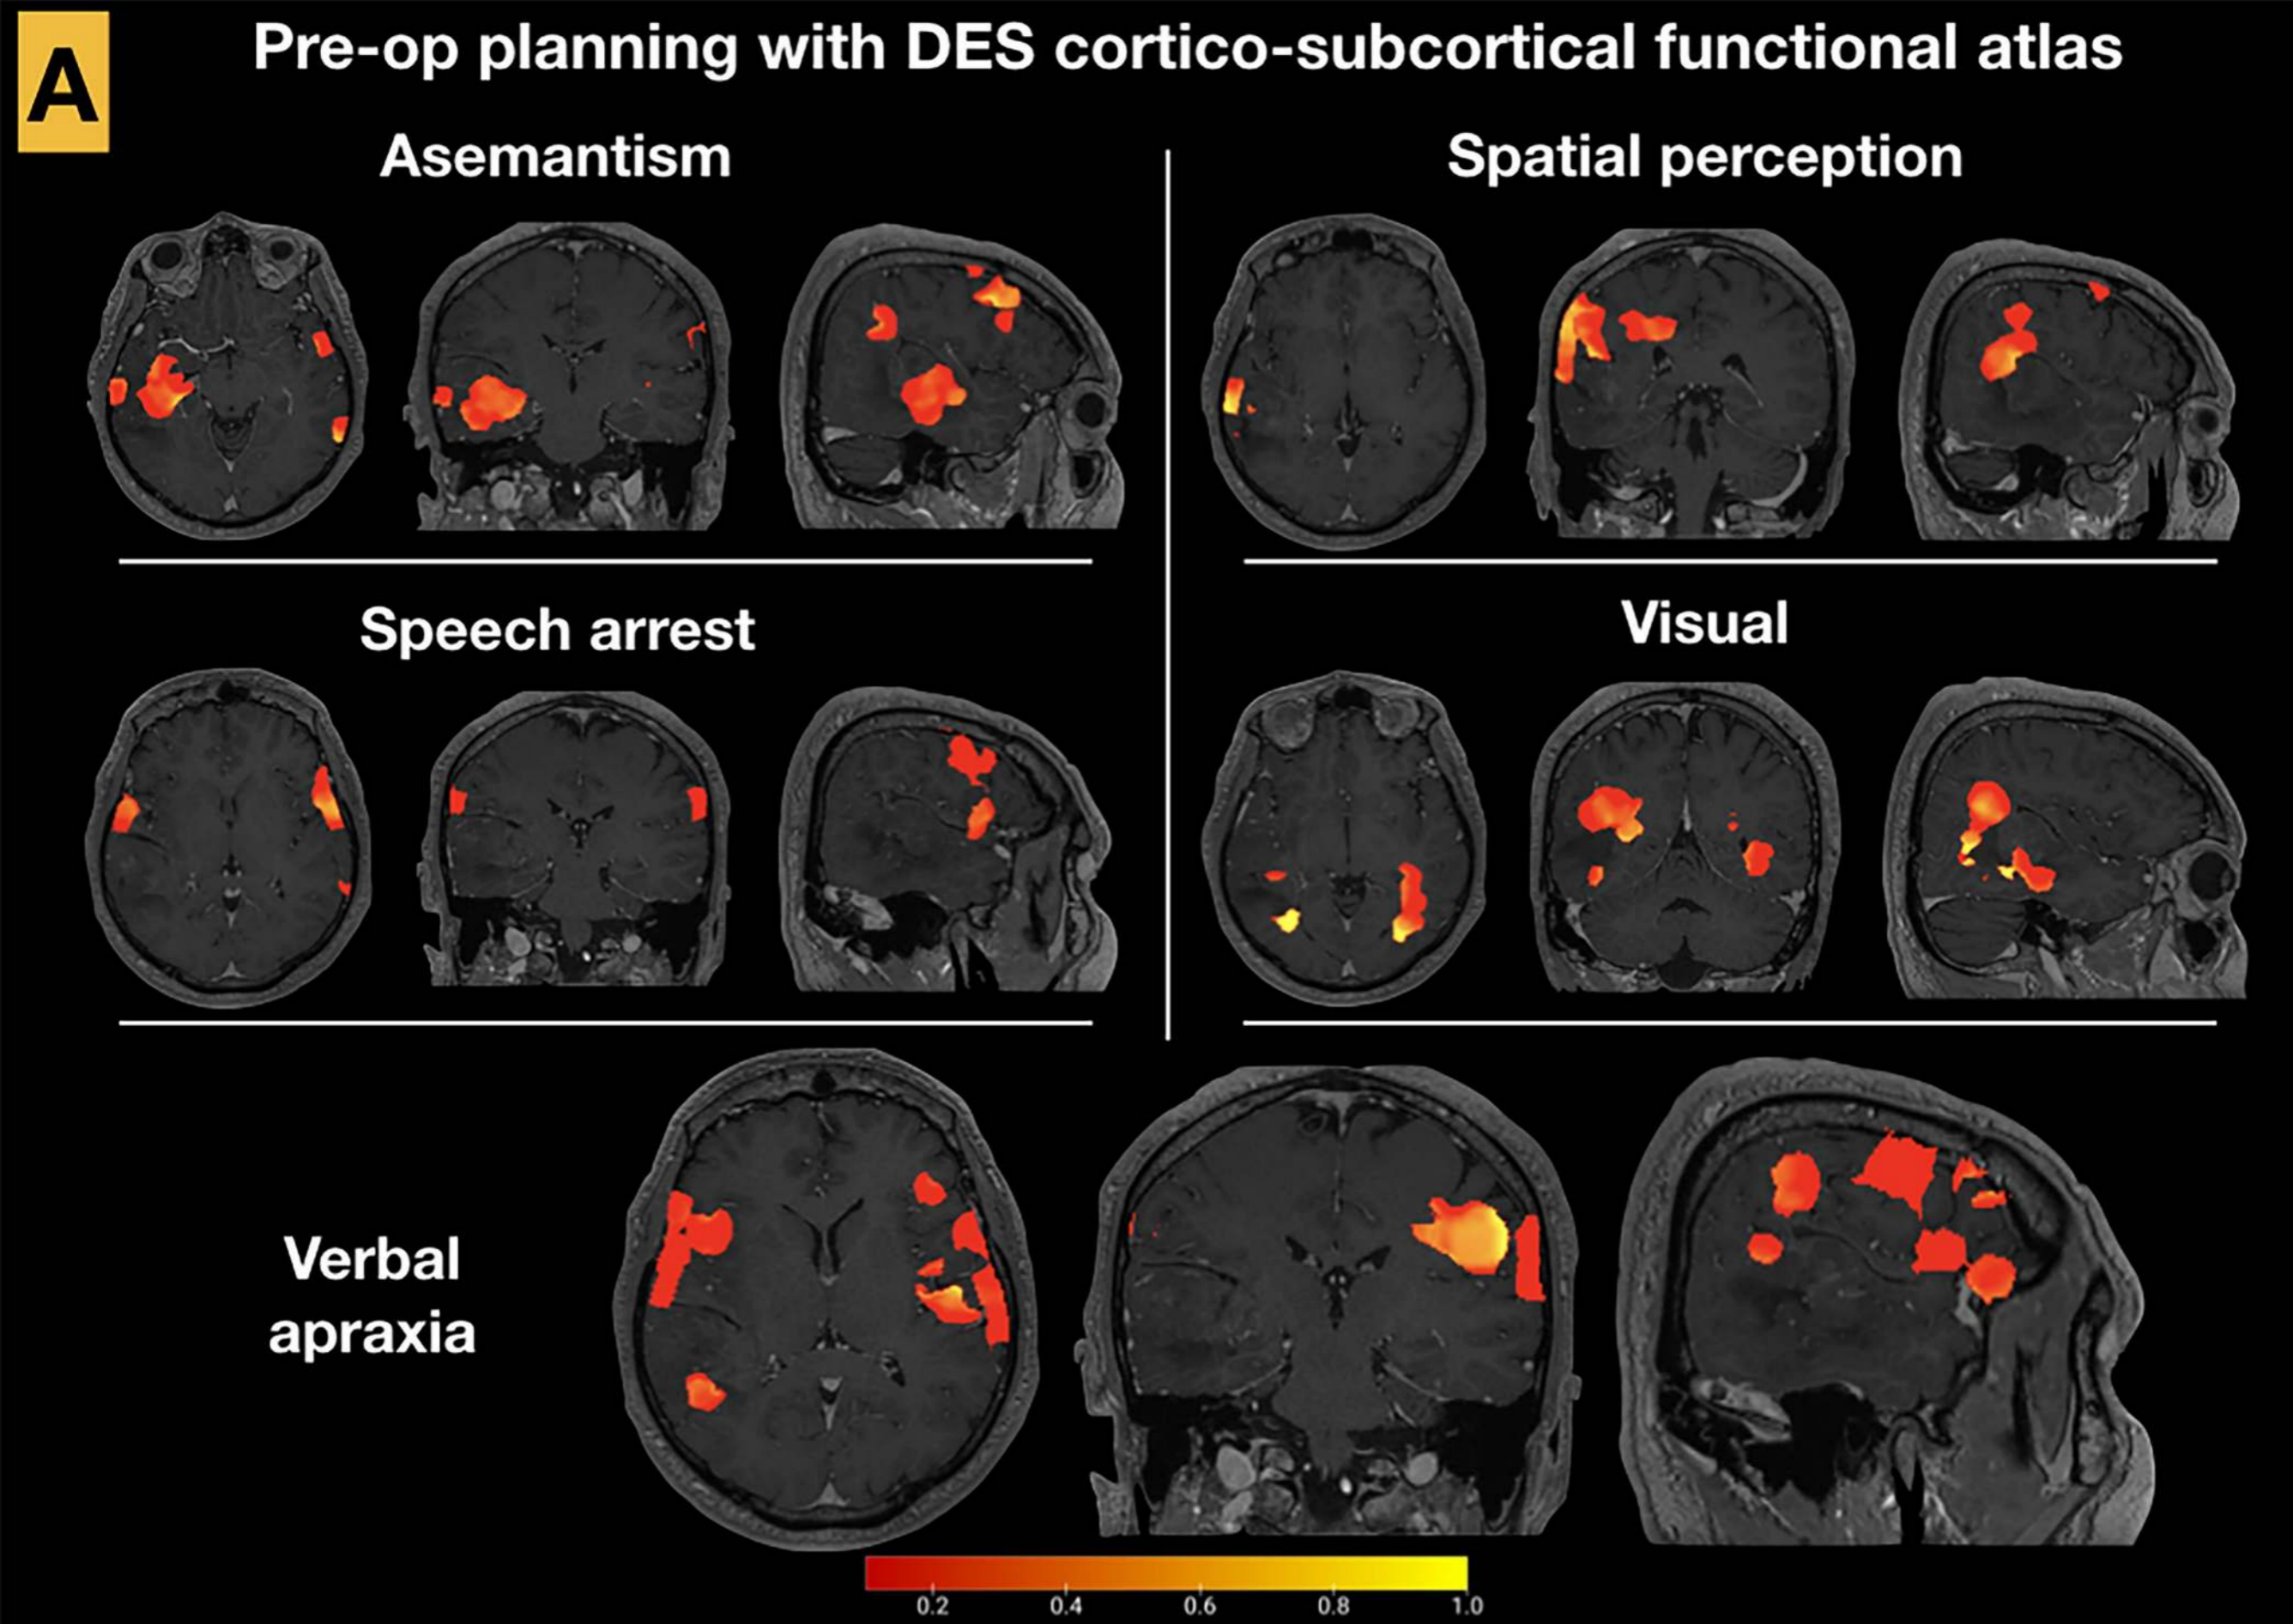 A
Pre-op planning with DES cortico-subcortical functional atlas
Asemantism
Spatial perception
Speech arrest
Visual
Verbal
apraxia
0.2 0.4 0.6 0.8 1.0